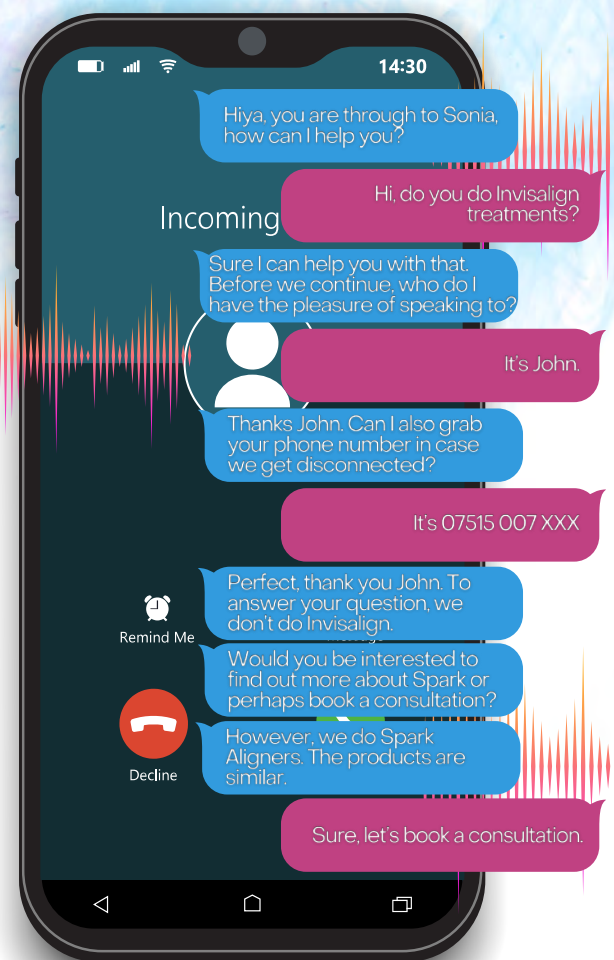 14:30
Hiya, you are through to Sonia,
how can I help you?
Hi, do you do Invisalign
treatments?
Incoming
Sure I can help you with that.
Before we continue, who do I
have the pleasure of speaking to?
It's John.
Thanks John. Can I also grab
your phone number in case
we get disconnected?
It's 07515 007 XXX
Perfect, thank you John. To
answer your question, we
don't do Invisalign.
Remind Me
Would you be interested to
find out more about Spark or
perhaps book a consultation?
However, we do Spark
Aligners. The products are
similar.
Decline
Sure, let's book a consultation.